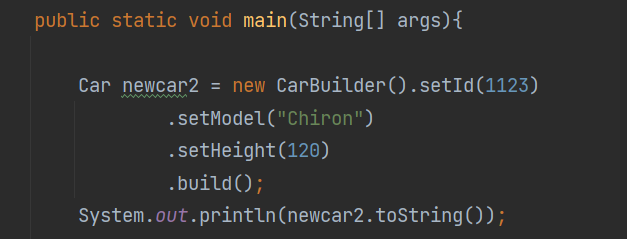 public static void main(String[] args){
Car newcar2 = new CarBuilder().setId(1123)
.setModel("Chiron")
.setHeight(120)
.build();
System.out.println(newcar2.toString());